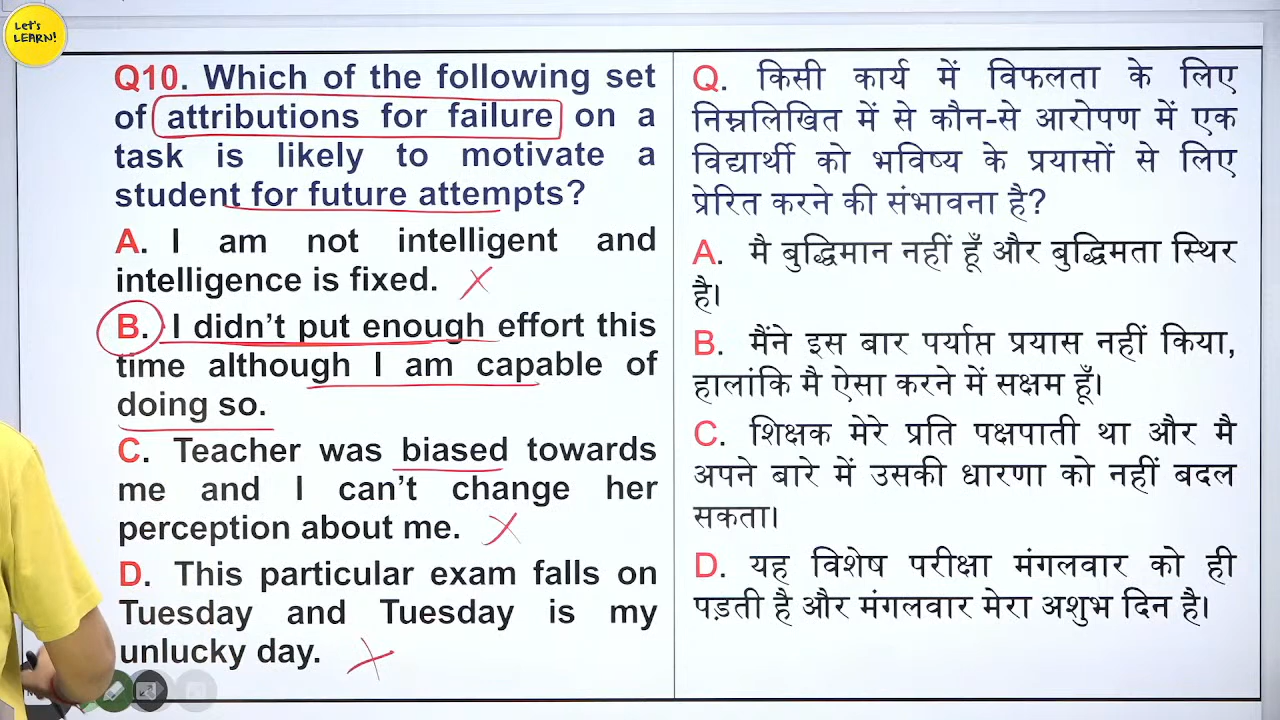 Let's
LEARN!
Q10. Which of the following set
of attributions for failure on a
task is likely to motivate a
student for future attempts?
A. I am not intelligent and
intelligence is fixed.
B. I didn't put enough effort this
time although I am capable of
doing so.
C. Teacher was biased towards
me and I can't change her
perception about me.
D. This particular exam falls on
Tuesday and Tuesday is my
unlucky day.
Q. किसी कार्य में विफलता के लिए
निम्नलिखित में से कौन-से आरोपण में एक
विद्यार्थी को भविष्य के प्रयासों से लिए
प्रेरित करने की संभावना है?
A. मै बुद्धिमान नहीं हूँ और बुद्धिमता स्थिर
है।
B. मैंने इस बार पर्याप्त प्रयास नहीं किया,
हालांकि मै ऐसा करने में सक्षम हूँ।
C. शिक्षक मेरे प्रति पक्षपाती था और मै
अपने बारे में उसकी धारणा को नहीं बदल
सकता।
D. यह विशेष परीक्षा मंगलवार को ही
पड़ती है और मंगलवार मेरा अशुभ दिन है।